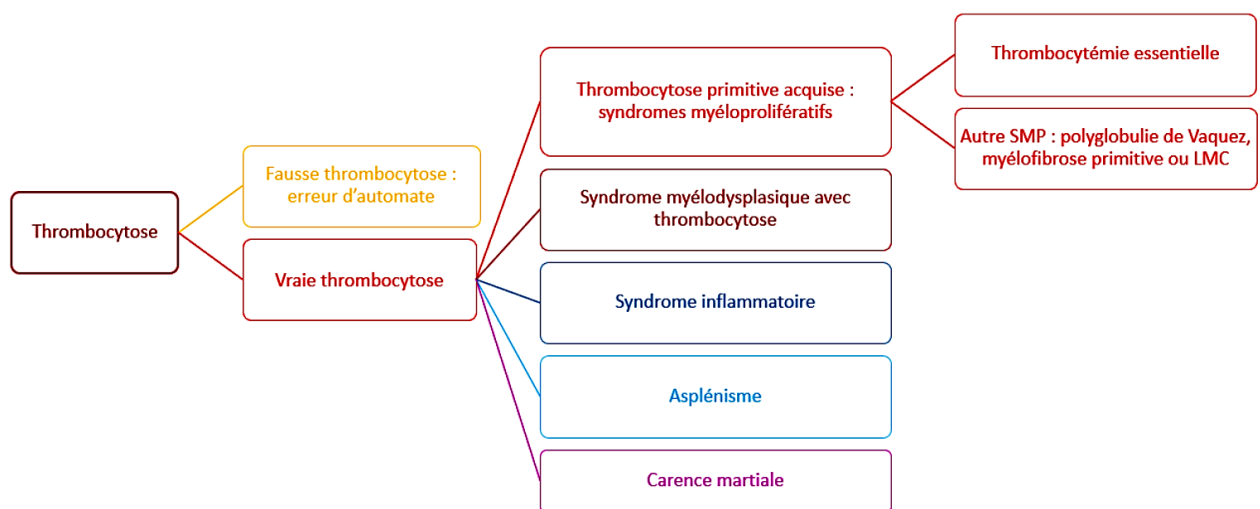 Thrombocytose
Fausse thrombocytose :
erreur d’automate
Vraie thrombocytose
Thrombocytose primitive acquise :
syndromes myéloprolifératifs
Thrombocytémie essentielle
Autre SMP : polyglobulie de Vaquez,
myélofibrose primitive ou LMC
Syndrome myélodysplasique avec
thrombocytose
Syndrome inflammatoire
Asplénisme
Carence martiale